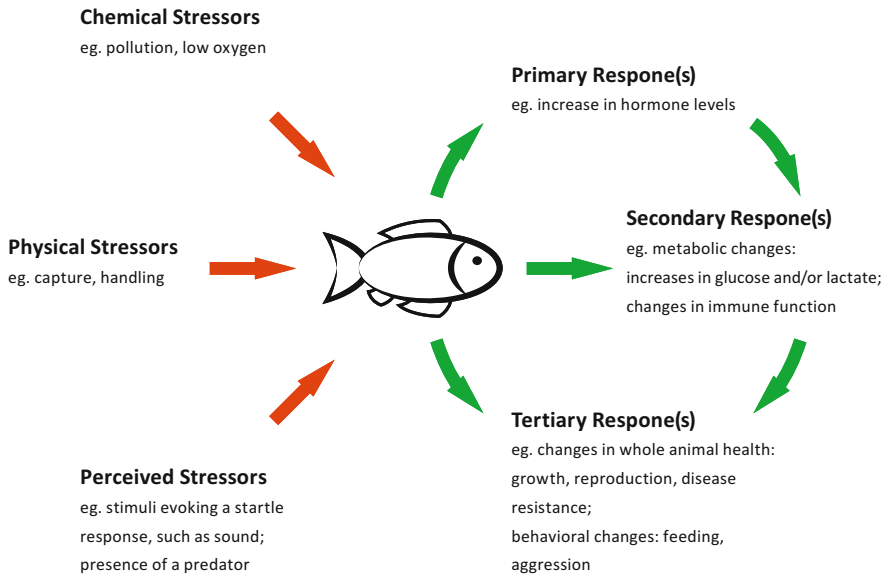 Chemical Stressors
eg. pollution, low oxygen
Physical Stressors
eg. capture, handling
Perceived Stressors
eg. stimuli evoking a startle
response, such as sound;
presence of a predator
Primary Respone(s)
eg. increase in hormone levels
Secondary Respone(s)
eg. metabolic changes:
increases in glucose and/or lactate;
changes in immune function
Tertiary Respone(s)
eg. changes in whole animal health:
growth, reproduction, disease
resistance;
behavioral changes: feeding,
aggression